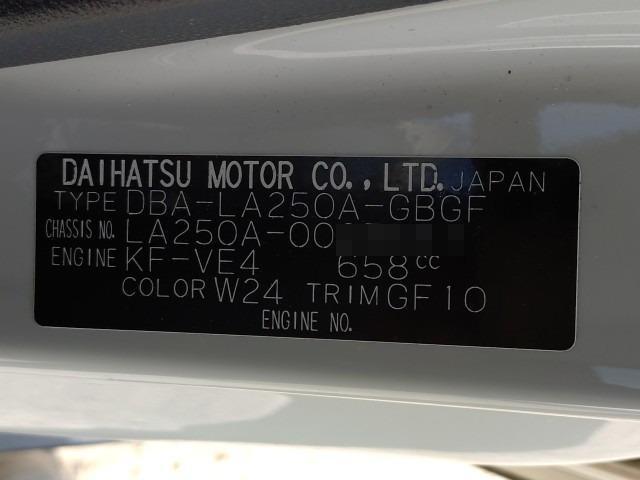 DAIHATSU MOTOR CO., LTD. JAPAN
TYPE DBA-LA250A-GBGF
CHASSIS NO. LA250A-00
ENGINE KF-VE4 658cc
COLOR W24 TRIM GF10
ENGINE NO.